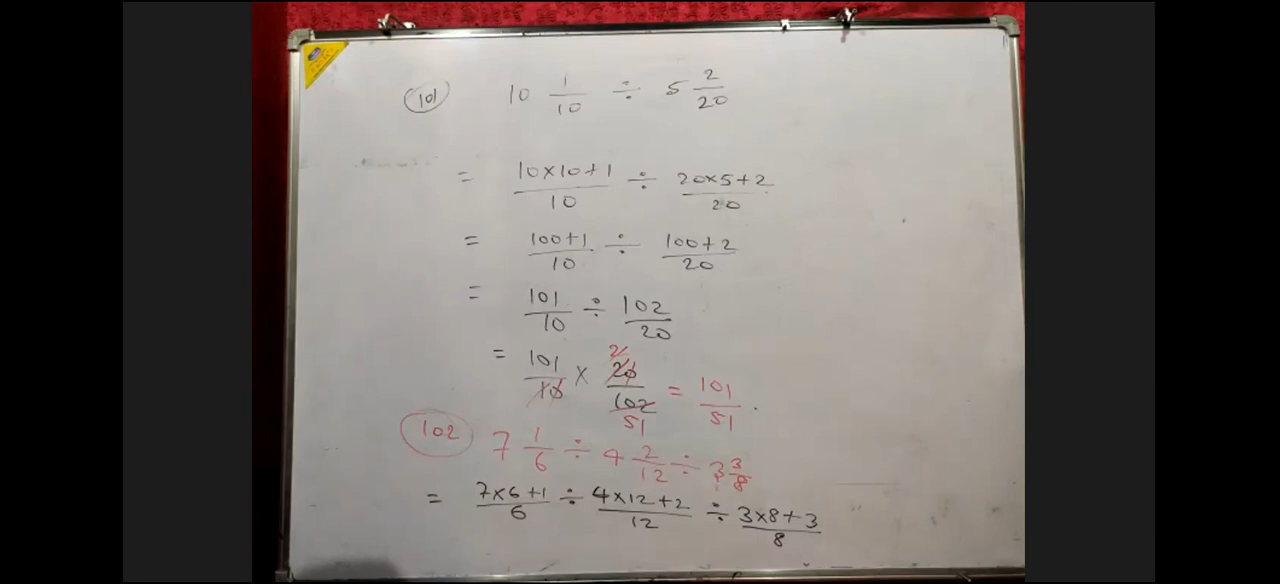 101 10 1/10 ÷ 5 2/20
= 10×10+1/10 ÷ 20×5+2/20
= 100+1/10 ÷ 100+2/20
= 101/10 ÷ 102/20
= 101/10 × 2 20/102 51 = 101/51 .
102 7 1/6 ÷ 4 2/12 ÷ 3 3/8
= 7×6+1/6 ÷ 4×12+2/12 ÷ 3×8+3/8